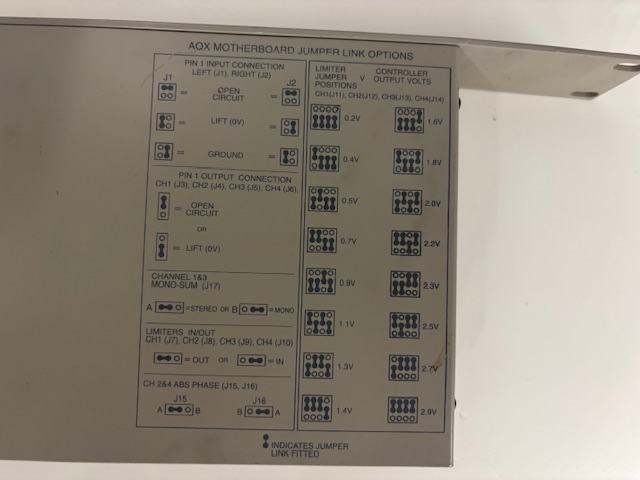 AQX MOTHERBOARD JUMPER LINK OPTIONS
PIN 1 INPUT CONNECTION
LEFT (J1), RIGHT (J2)
J1 J2
= OPEN CIRCUIT =
= LIFT (0V) =
= GROUND =
PIN 1 OUTPUT CONNECTION
CH1 (J3), CH2 (J4), CH3 (J5), CH4 (J6).
= OPEN CIRCUIT
OR
= LIFT (0V)
CHANNEL 1&3
MONO-SUM (J17)
A = STEREO OR B = MONO
LIMITERS IN/OUT
CH1 (J7), CH2 (J8), CH3 (J9), CH4 (J10)
= OUT OR = IN
CH 2&4 ABS PHASE (J15, J16)
J15 J16
A B B A
LIMITER JUMPER POSITIONS V CONTROLLER OUTPUT VOLTS
CH1(J11), CH2(J12), CH3(J13), CH4(J14)
0.2V 1.6V
0.4V 1.8V
0.5V 2.0V
0.7V 2.2V
0.9V 2.3V
1.1V 2.5V
1.3V 2.7V
1.4V 2.9V
INDICATES JUMPER
LINK FITTED